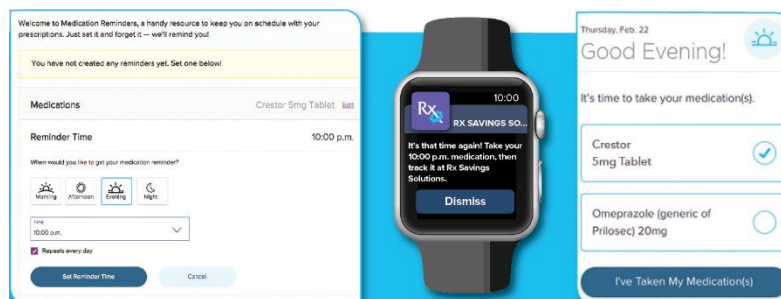 Welcome to Medication Reminders, a handy resource to keep you on schedule with your
prescriptions. Just set it and forget it — we'll remind you!
You have not created any reminders yet. Set one below!
Medications
Crestor 5mg Tablet Edit
Reminder Time
10:00 p.m.
When would you like to get your medication reminder?
Morning
Afternoon
Evening
Night
Time
10:00 p.m.
Repeats every day
Set Reminder Time
Cancel
10:00
Rx
RX SAVINGS SO...
It's that time again! Take your
10:00 p.m. medication, then
track it at Rx Savings
Solutions.
Dismiss
Thursday, Feb. 22
Good Evening!
It's time to take your medication(s).
Crestor
5mg Tablet
Omeprazole (generic of
Prilosec) 20mg
I've Taken My Medication(s)